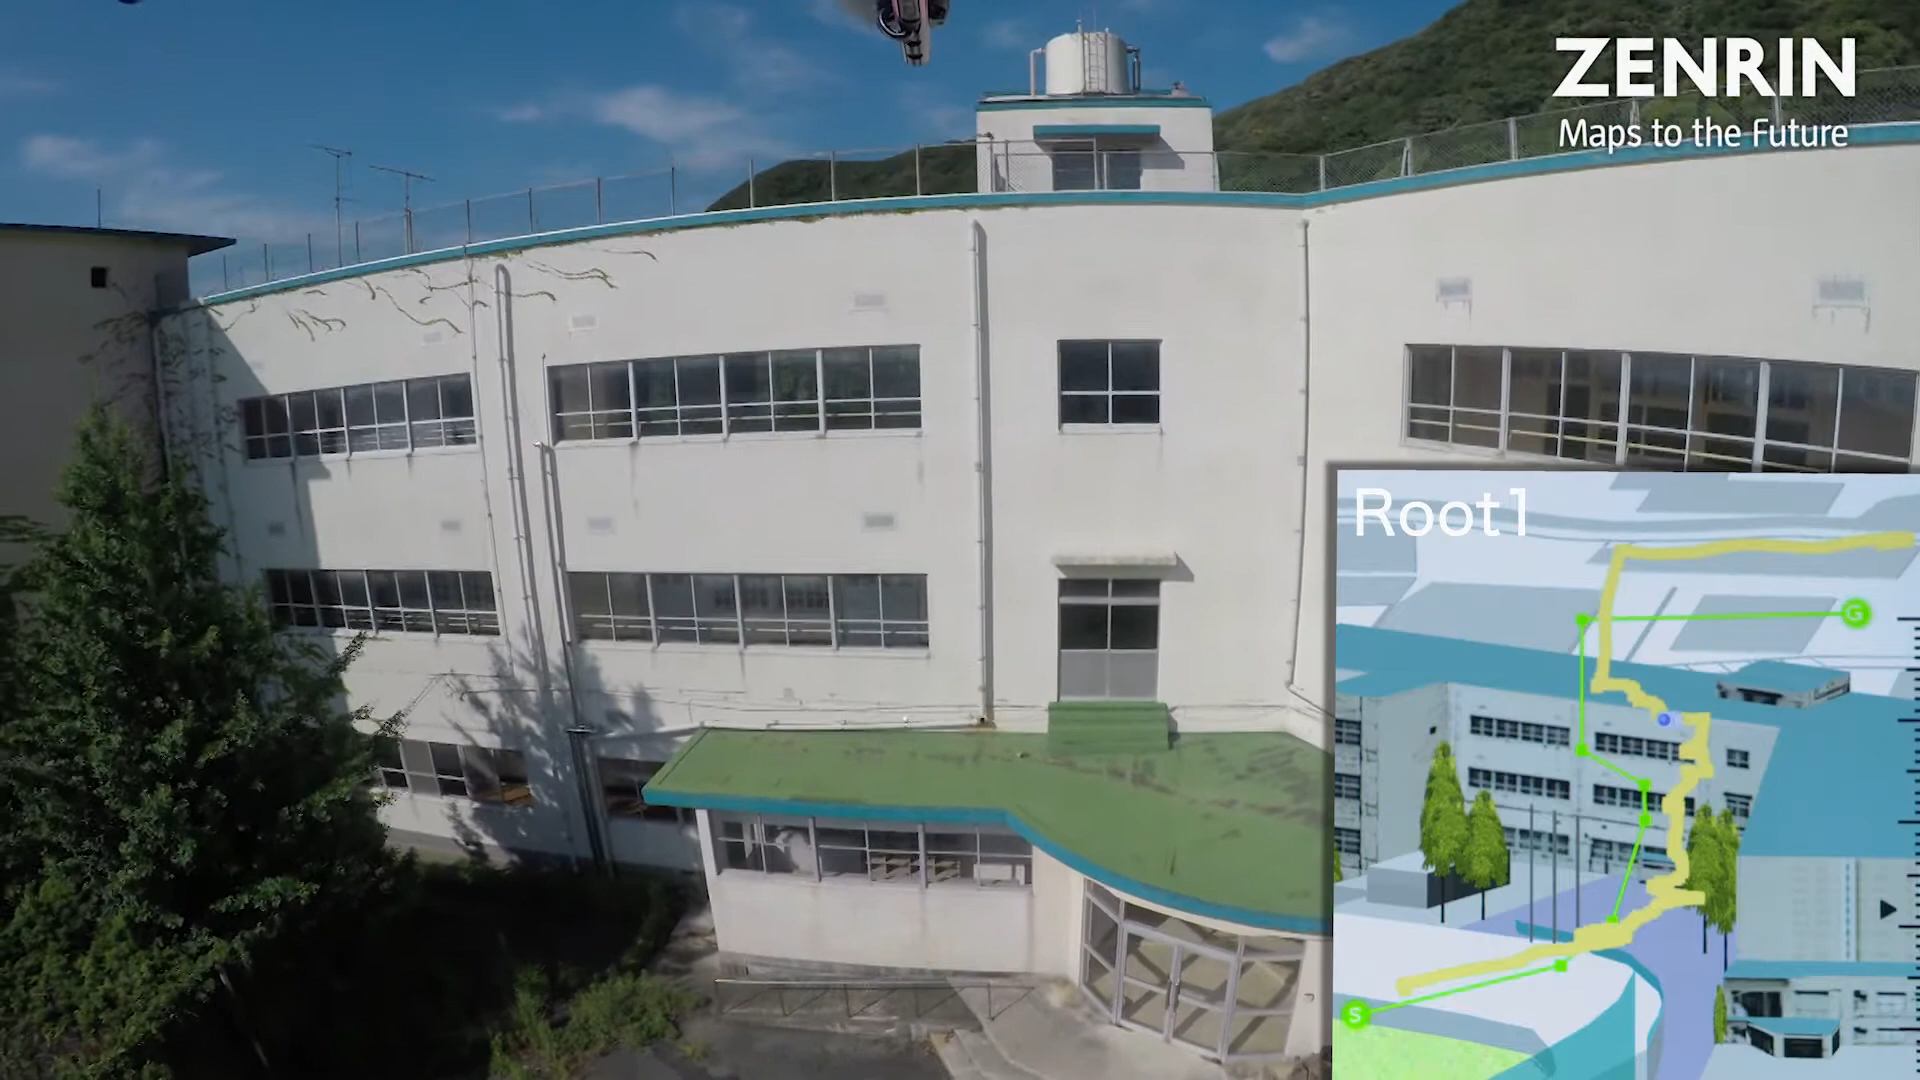 ZENRIN
Maps to the Future
Root1
G
S